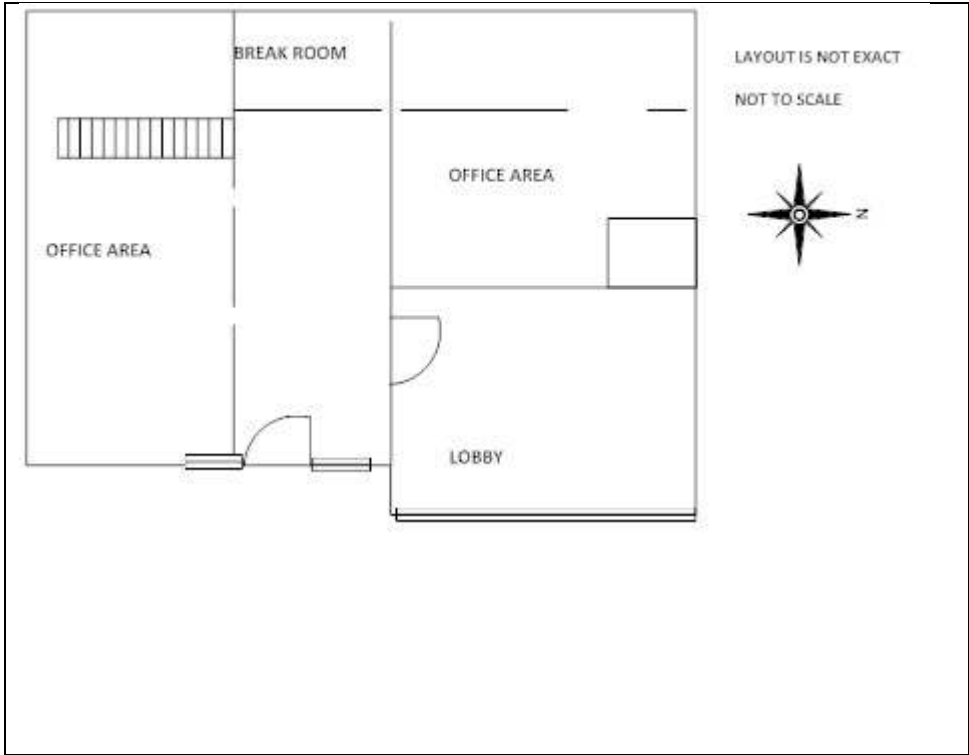 BREAK ROOM
LAYOUT IS NOT EXACT
NOT TO SCALE
OFFICE AREA
N
OFFICE AREA
LOBBY